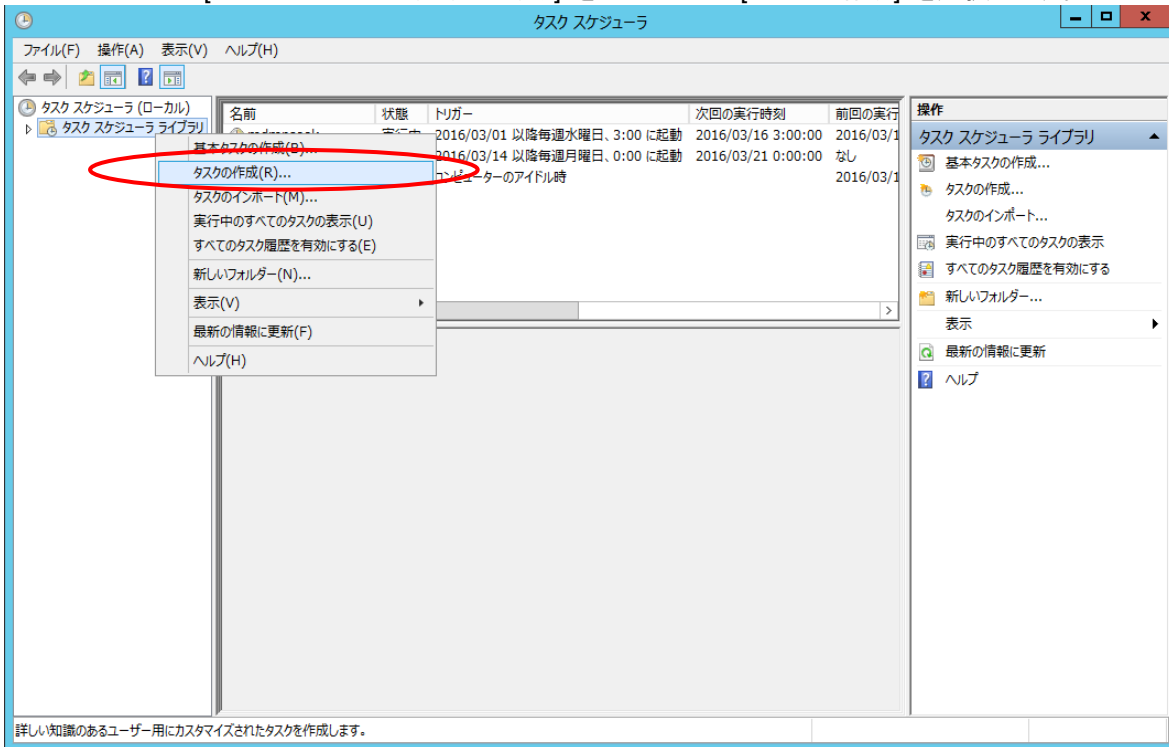 タスク スケジューラ
ファイル(F) 操作(A) 表示(V) ヘルプ(H)
タスク スケジューラ (ローカル)
タスク スケジューラ ライブラリ
名前 状態 トリガー 次回の実行時刻 前回の実行
2016/03/01 以降毎週水曜日、3:00 に起動 2016/03/16 3:00:00 2016/03/1
2016/03/14 以降毎週月曜日、0:00 に起動 2016/03/21 0:00:00 なし
コンピューターのアイドル時 2016/03/1
基本タスクの作成(B)...
タスクの作成(R)...
タスクのインポート(M)...
実行中のすべてのタスクの表示(U)
すべてのタスク履歴を有効にする(E)
新しいフォルダー(N)...
表示(V)
最新の情報に更新(F)
ヘルプ(H)
操作
タスク スケジューラ ライブラリ
基本タスクの作成...
タスクの作成...
タスクのインポート...
実行中のすべてのタスクの表示
すべてのタスク履歴を有効にする
新しいフォルダー...
表示
最新の情報に更新
ヘルプ
詳しい知識のあるユーザー用にカスタマイズされたタスクを作成します。